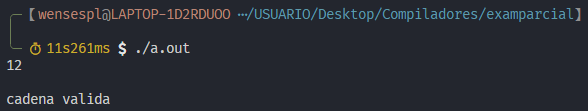 【wensespl@LAPTOP-1D2RDUOO ⋯/USUARIO/Desktop/Compiladores/examparcial】
⏱ 11s261ms $ ./a.out
12
cadena valida